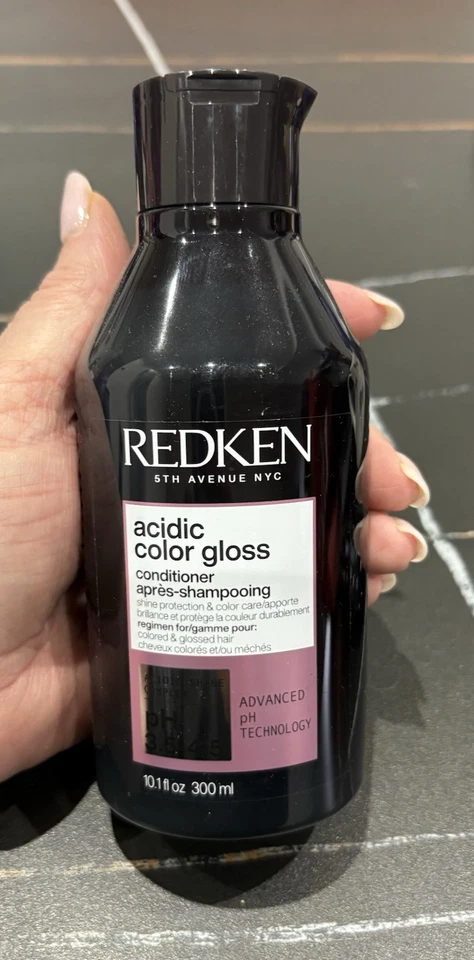 REDKEN
5TH AVENUE NYC
acidic
color gloss
conditioner
après-shampooing
shine protection & color care/apporte
brillance et protège la couleur durablement
regimen for/gamme pour:
colored & glossed hair
cheveux colorés et/ou méchés
pH
ADVANCED
pH
TECHNOLOGY
10.1 fl oz 300 ml